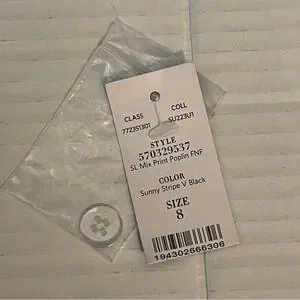 CLASS COLL
772351301 SU223U1
STYLE
570329537
SL Mix Print Poplin FNF
COLOR
Sunny Stripe V Black
SIZE
8
194302666306